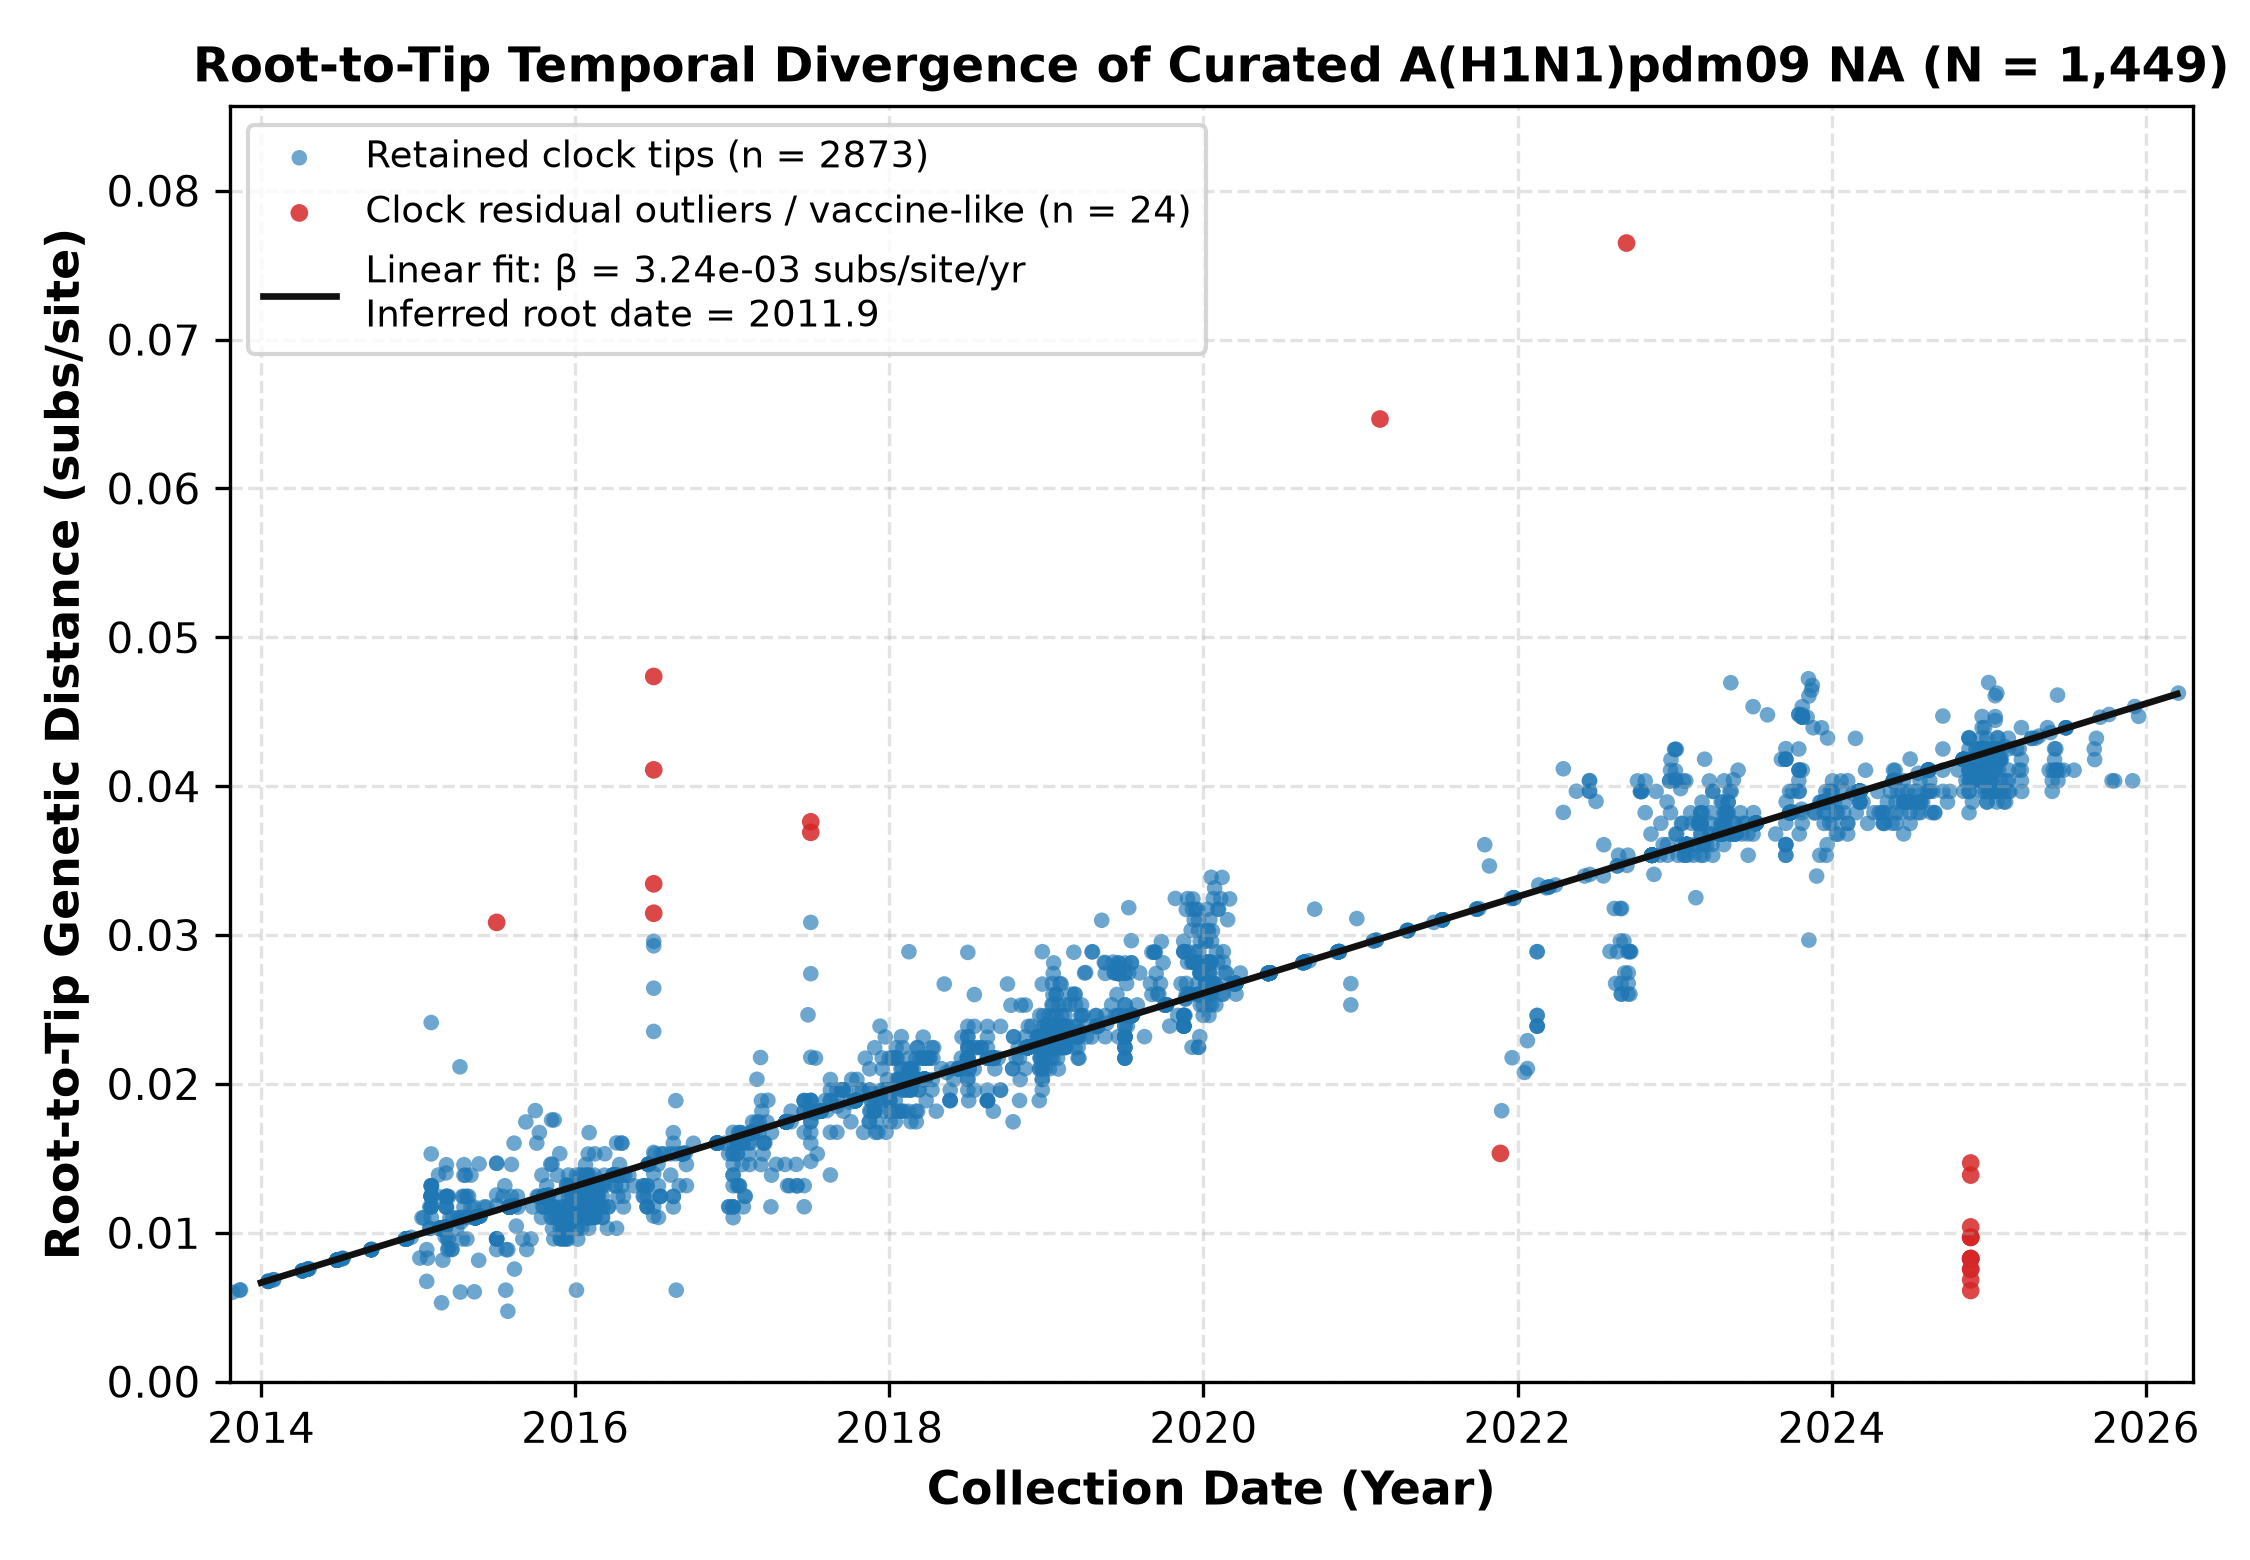 Root-to-Tip Temporal Divergence of Curated A(H1N1)pdm09 NA (N = 1,449)
Retained clock tips (n = 2873)
Clock residual outliers / vaccine-like (n = 24)
Linear fit: β = 3.24e-03 subs/site/yr
Inferred root date = 2011.9
Root-to-Tip Genetic Distance (subs/site)
0.08
0.07
0.06
0.05
0.04
0.03
0.02
0.01
0.00
2014 2016 2018 2020 2022 2024 2026
Collection Date (Year)